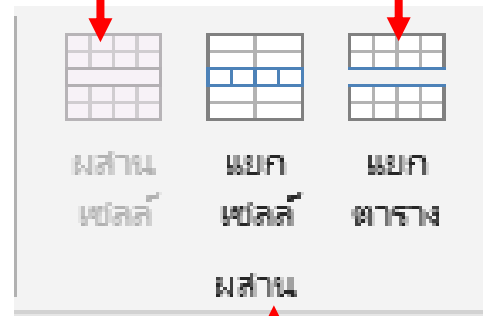 ผสาน แยก แยก
เซลล์ เซลล์ ตาราง
ผสาน